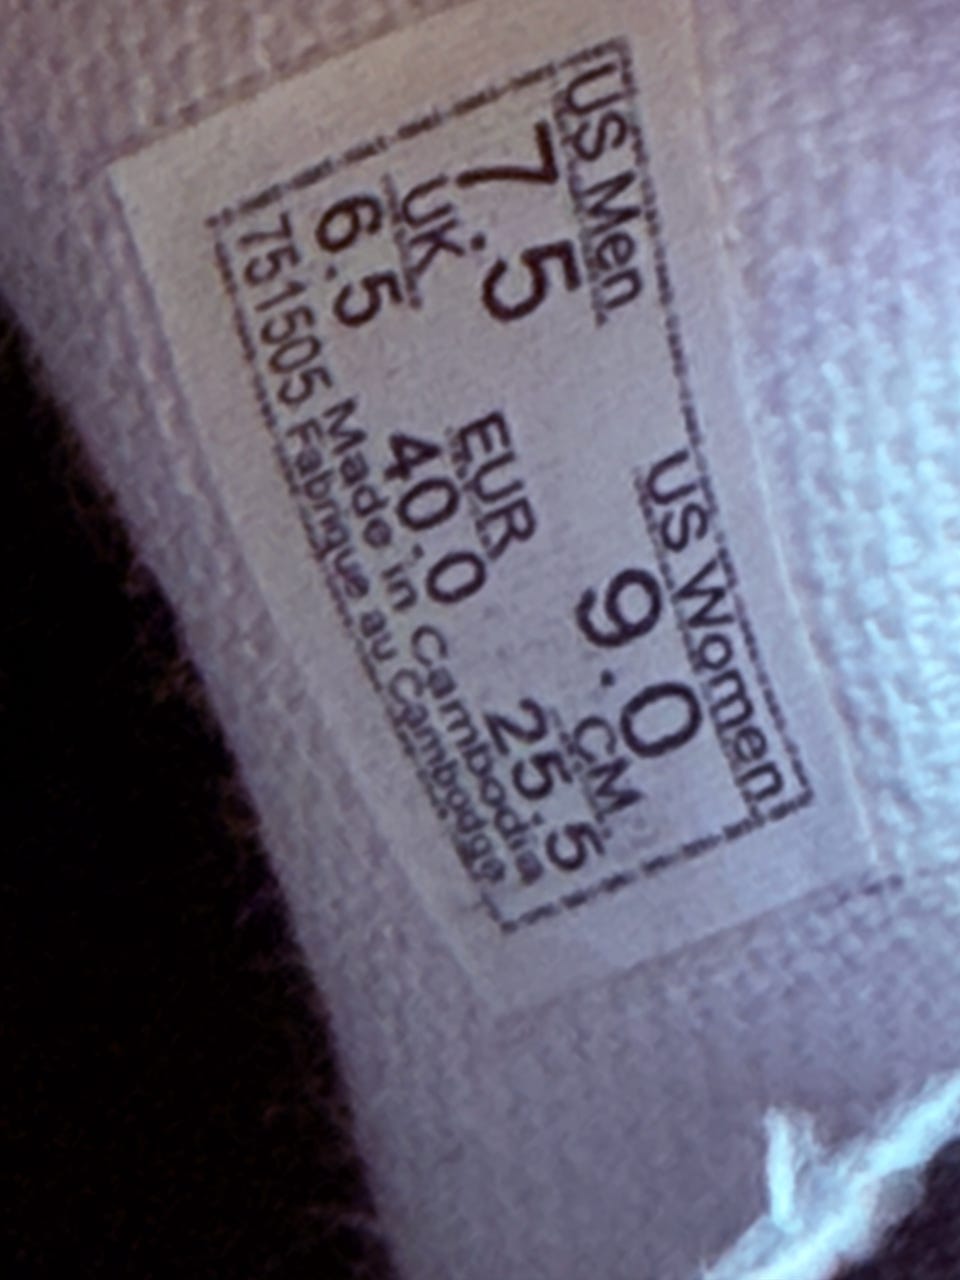 US Men US Women
7.5 9.0
UK EUR CM
6.5 40.0 25.5
Made in Cambodia
751505 Fabrique au Cambodge